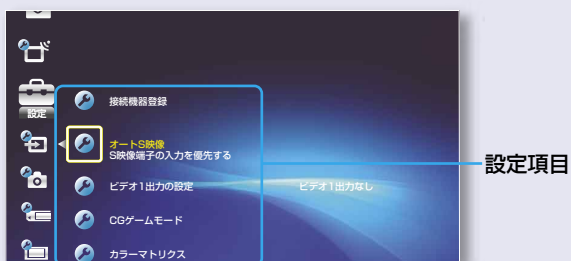 設定
接続機器登録
オートS映像
S映像端子の入力を優先する
設定項目
ビデオ1出力の設定 ビデオ1出力なし
CGゲームモード
カラーマトリクス